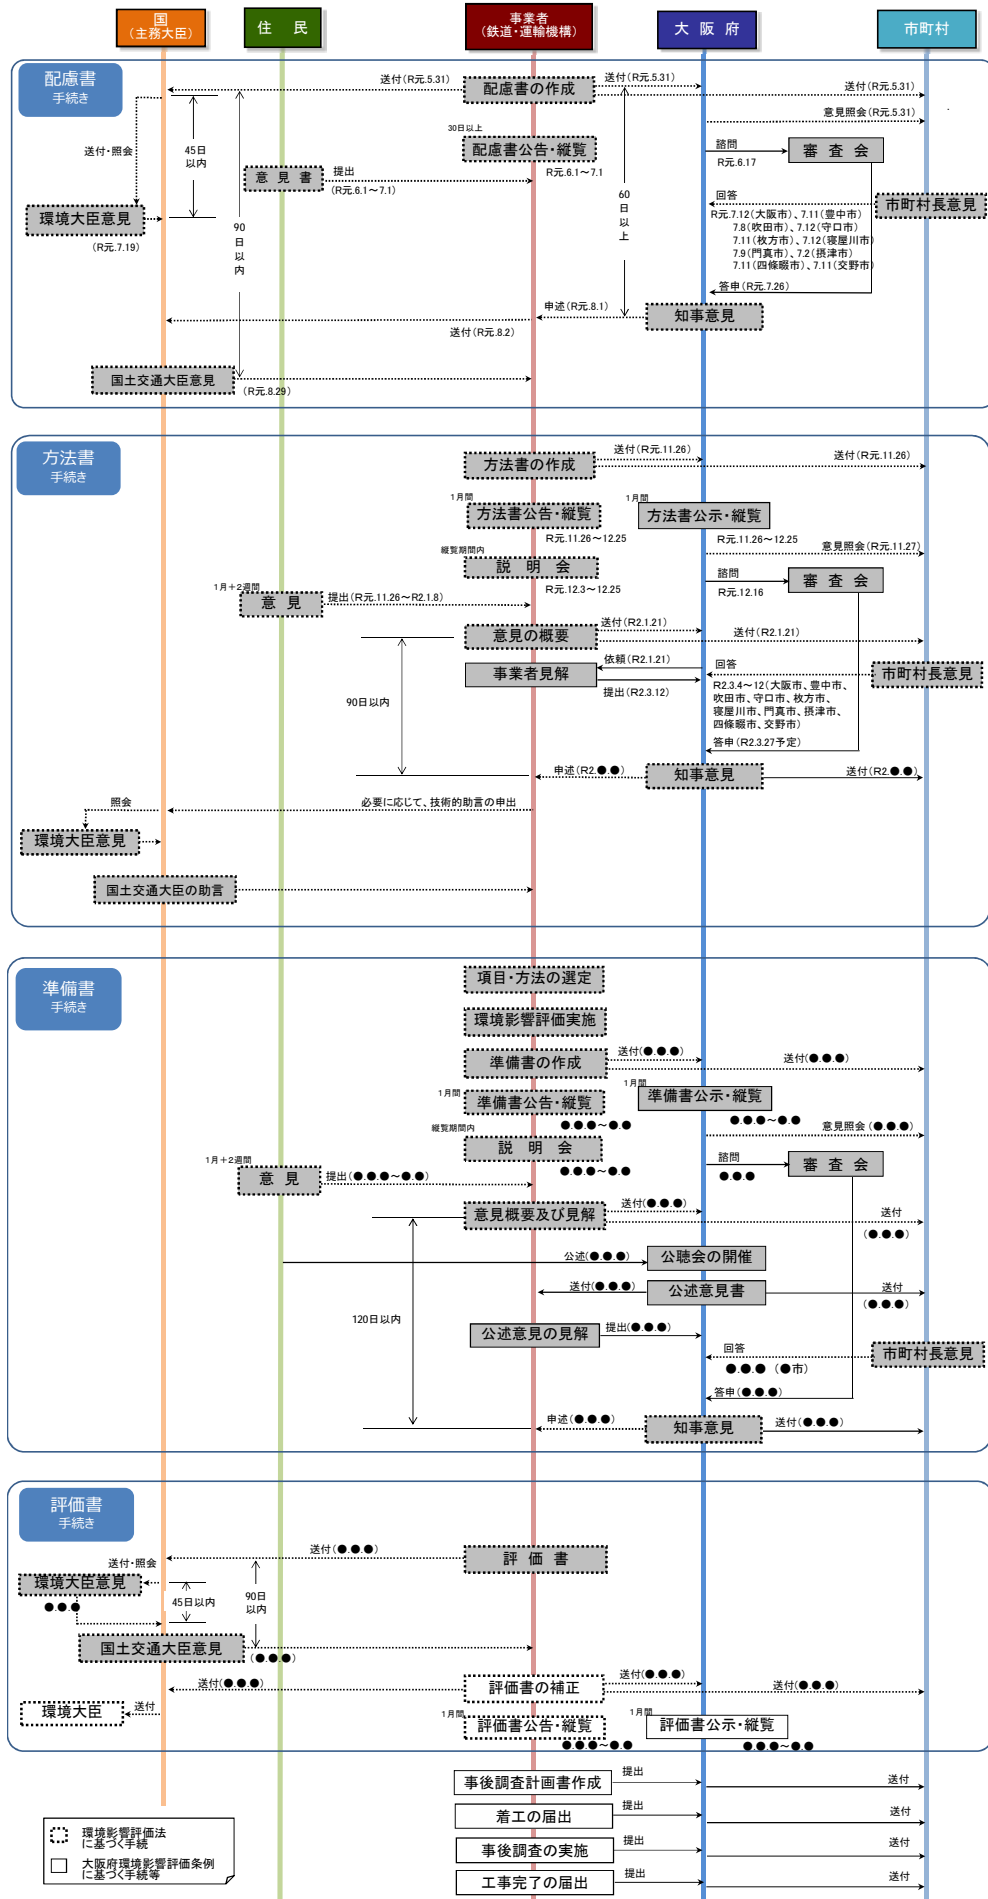 国
(主務大臣)
住　民
事業者
(鉄道・運輸機構)
大 阪 府
市町村
配慮書
手続き
送付(R元.5.31)
配慮書の作成
送付(R元.5.31)
送付(R元.5.31)
意見照会(R元.5.31)
送付・照会
45日
以内
30日以上
配慮書公告・縦覧
R元.6.1～7.1
諮問
R元.6.17
審 査 会
意 見 書
提出
(R元.6.1～7.1)
60
日
以
上
環境大臣意見
(R元.7.19)
90
日
以
内
回答
市町村長意見
R元.7.12(大阪市)、7.11(豊中市)
7.8(吹田市)、7.12(守口市)
7.11(枚方市)、7.12(寝屋川市)
7.9(門真市)、7.2(摂津市)
7.11(四條畷市)、7.11(交野市)
答申(R元.7.26)
申述(R元.8.1)
知事意見
送付(R元.8.2)
国土交通大臣意見
(R元.8.29)
方法書
手続き
方法書の作成
送付(R元.11.26)
送付(R元.11.26)
1月間
方法書公告・縦覧
R元.11.26～12.25
1月間
方法書公示・縦覧
R元.11.26～12.25
意見照会(R元.11.27)
縦覧期間内
説　明　会
R元.12.3～12.25
諮問
R元.12.16
審 査 会
1月＋2週間
意　見
提出(R元.11.26～R2.1.8)
意見の概要
送付(R2.1.21)
送付(R2.1.21)
事業者見解
依頼(R2.1.21)
提出(R2.3.12)
回答
市町村長意見
R2.3.4～12(大阪市、豊中市、
吹田市、守口市、枚方市、
寝屋川市、門真市、摂津市、
四條畷市、交野市)
90日以内
答申(R2.3.27予定)
申述(R2.●.●)
知事意見
送付(R2.●.●)
照会
必要に応じて、技術的助言の申出
環境大臣意見
国土交通大臣の助言
準備書
手続き
項目・方法の選定
環境影響評価実施
準備書の作成
送付(●.●.●)
送付(●.●.●)
1月間
準備書公告・縦覧
●.●.●～●.●
1月間
準備書公示・縦覧
●.●.●～●.●
意見照会(●.●.●)
縦覧期間内
説　明　会
●.●.●～●.●
諮問
●.●.●
審 査 会
1月＋2週間
意　見
提出(●.●.●～●.●)
意見概要及び見解
送付(●.●.●)
送付
(●.●.●)
公述(●.●.●)
公聴会の開催
送付(●.●.●)
公述意見書
送付
(●.●.●)
120日以内
公述意見の見解
提出(●.●.●)
回答
●.●.● (●市)
市町村長意見
答申(●.●.●)
申述(●.●.●)
知事意見
送付(●.●.●)
評価書
手続き
送付(●.●.●)
評　価　書
送付・照会
環境大臣意見
●.●.●
45日以内
90日
以内
国土交通大臣意見
(●.●.●)
送付(●.●.●)
評価書の補正
送付(●.●.●)
送付(●.●.●)
環境大臣
送付
1月間
評価書公告・縦覧
●.●.●～●.●
1月間
評価書公示・縦覧
●.●.●～●.●
事後調査計画書作成
提出
送付
着工の届出
提出
送付
事後調査の実施
提出
送付
工事完了の届出
提出
送付
環境影響評価法
に基づく手続
大阪府環境影響評価条例
に基づく手続等